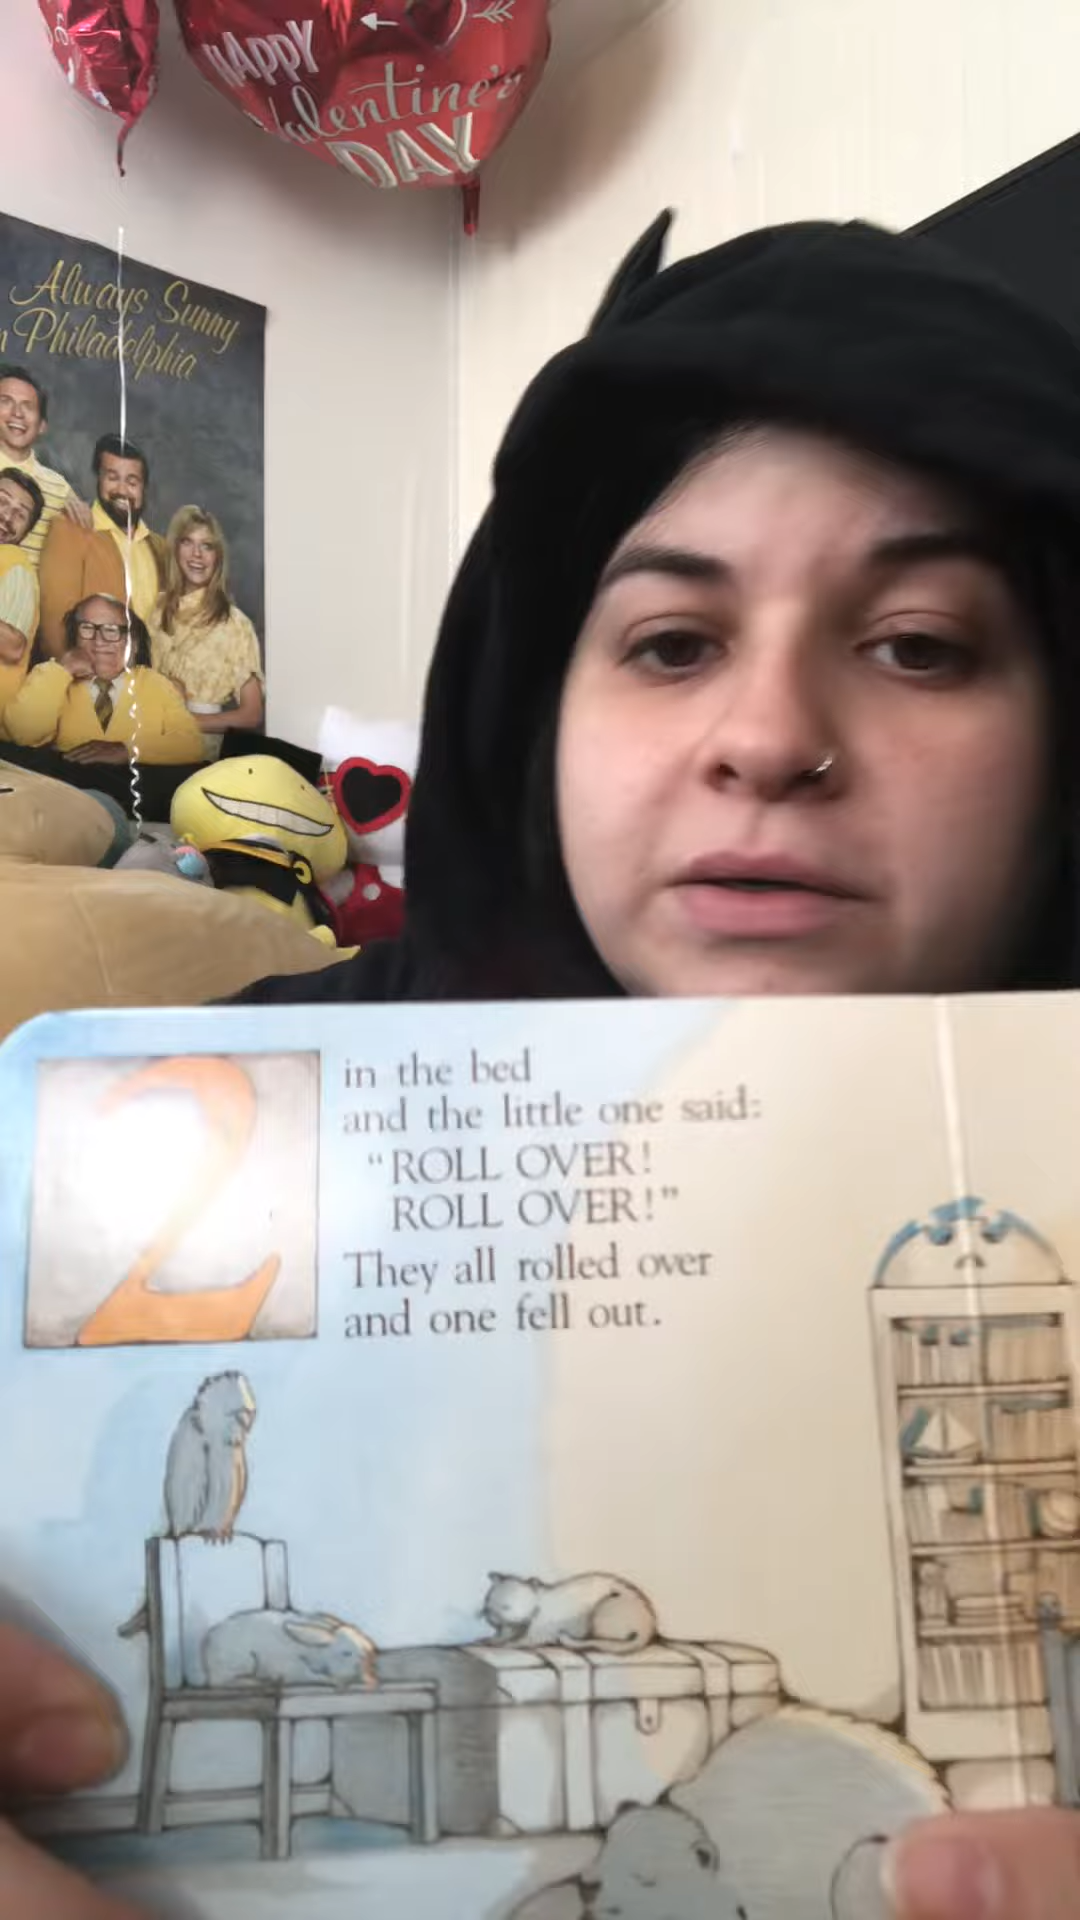 HAPPY
Valentine's
DAY
Always Sunny
in Philadelphia
2
in the bed
and the little one said:
"ROLL OVER!
ROLL OVER!"
They all rolled over
and one fell out.